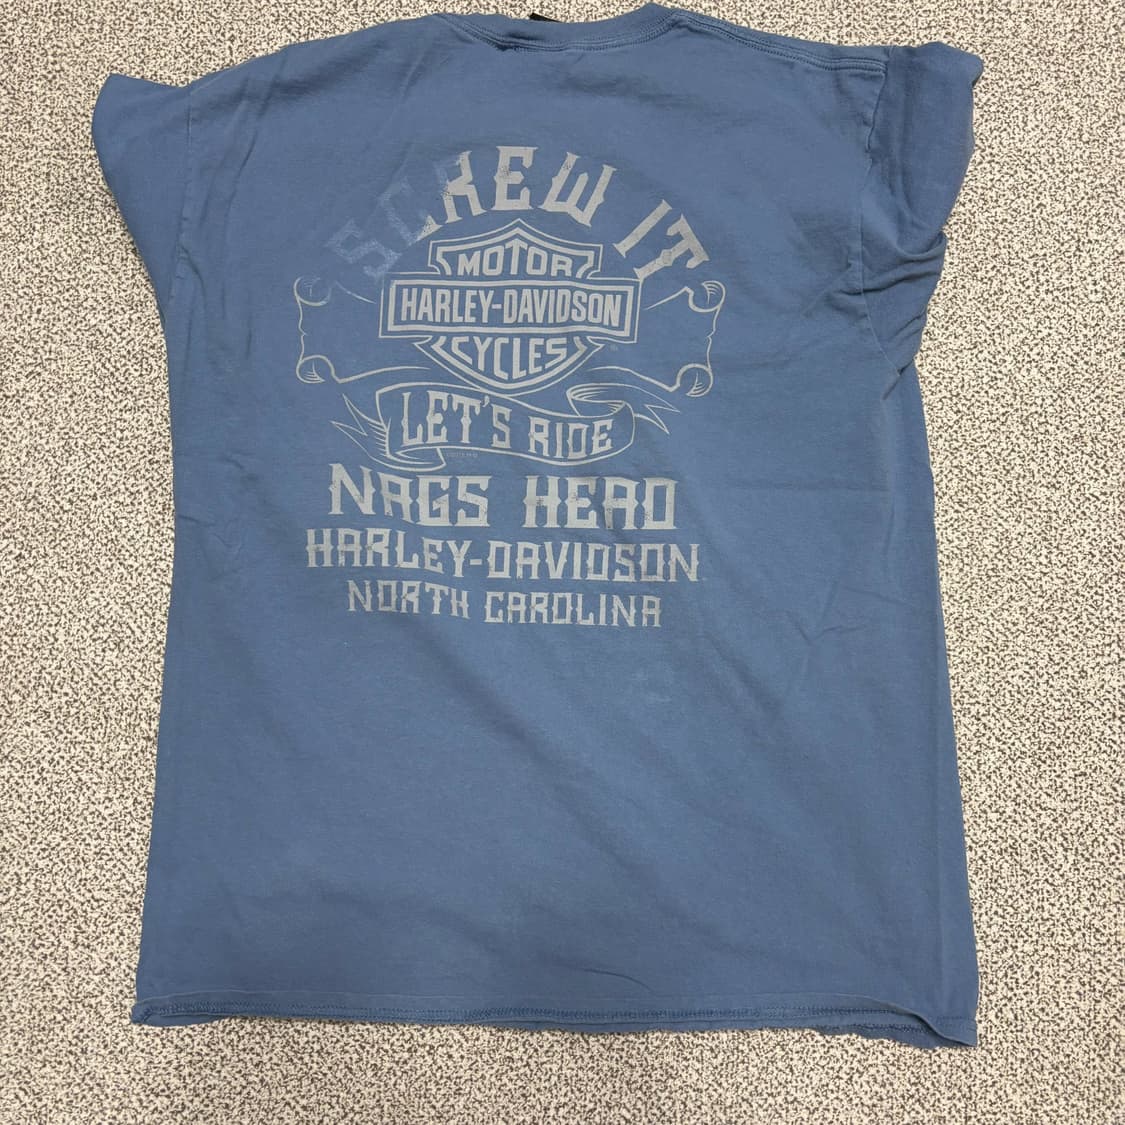 SCREW IT
MOTOR
HARLEY-DAVIDSON
CYCLES
LET'S RIDE
NAGS HEAD
HARLEY-DAVIDSON
NORTH CAROLINA